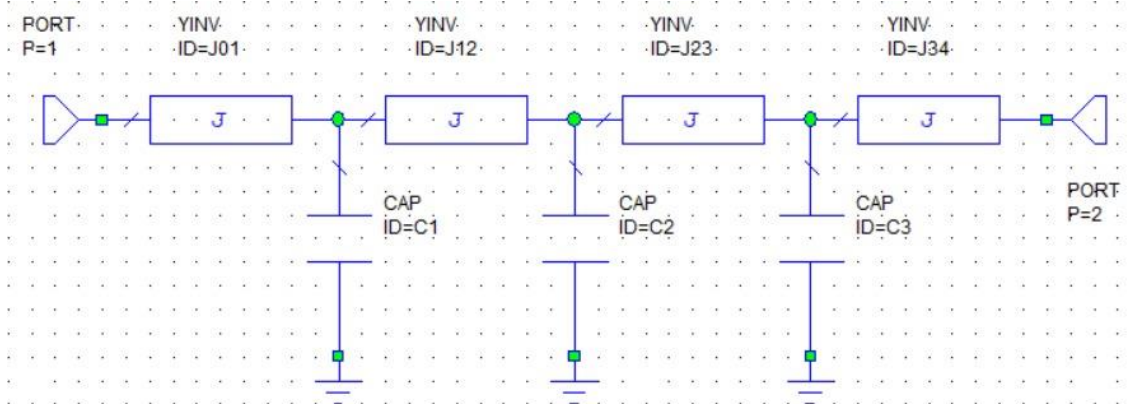 PORT
P=1
YINV
ID=J01
YINV
ID=J12
YINV
ID=J23
YINV
ID=J34
J
J
J
J
CAP
ID=C1
CAP
ID=C2
CAP
ID=C3
PORT
P=2